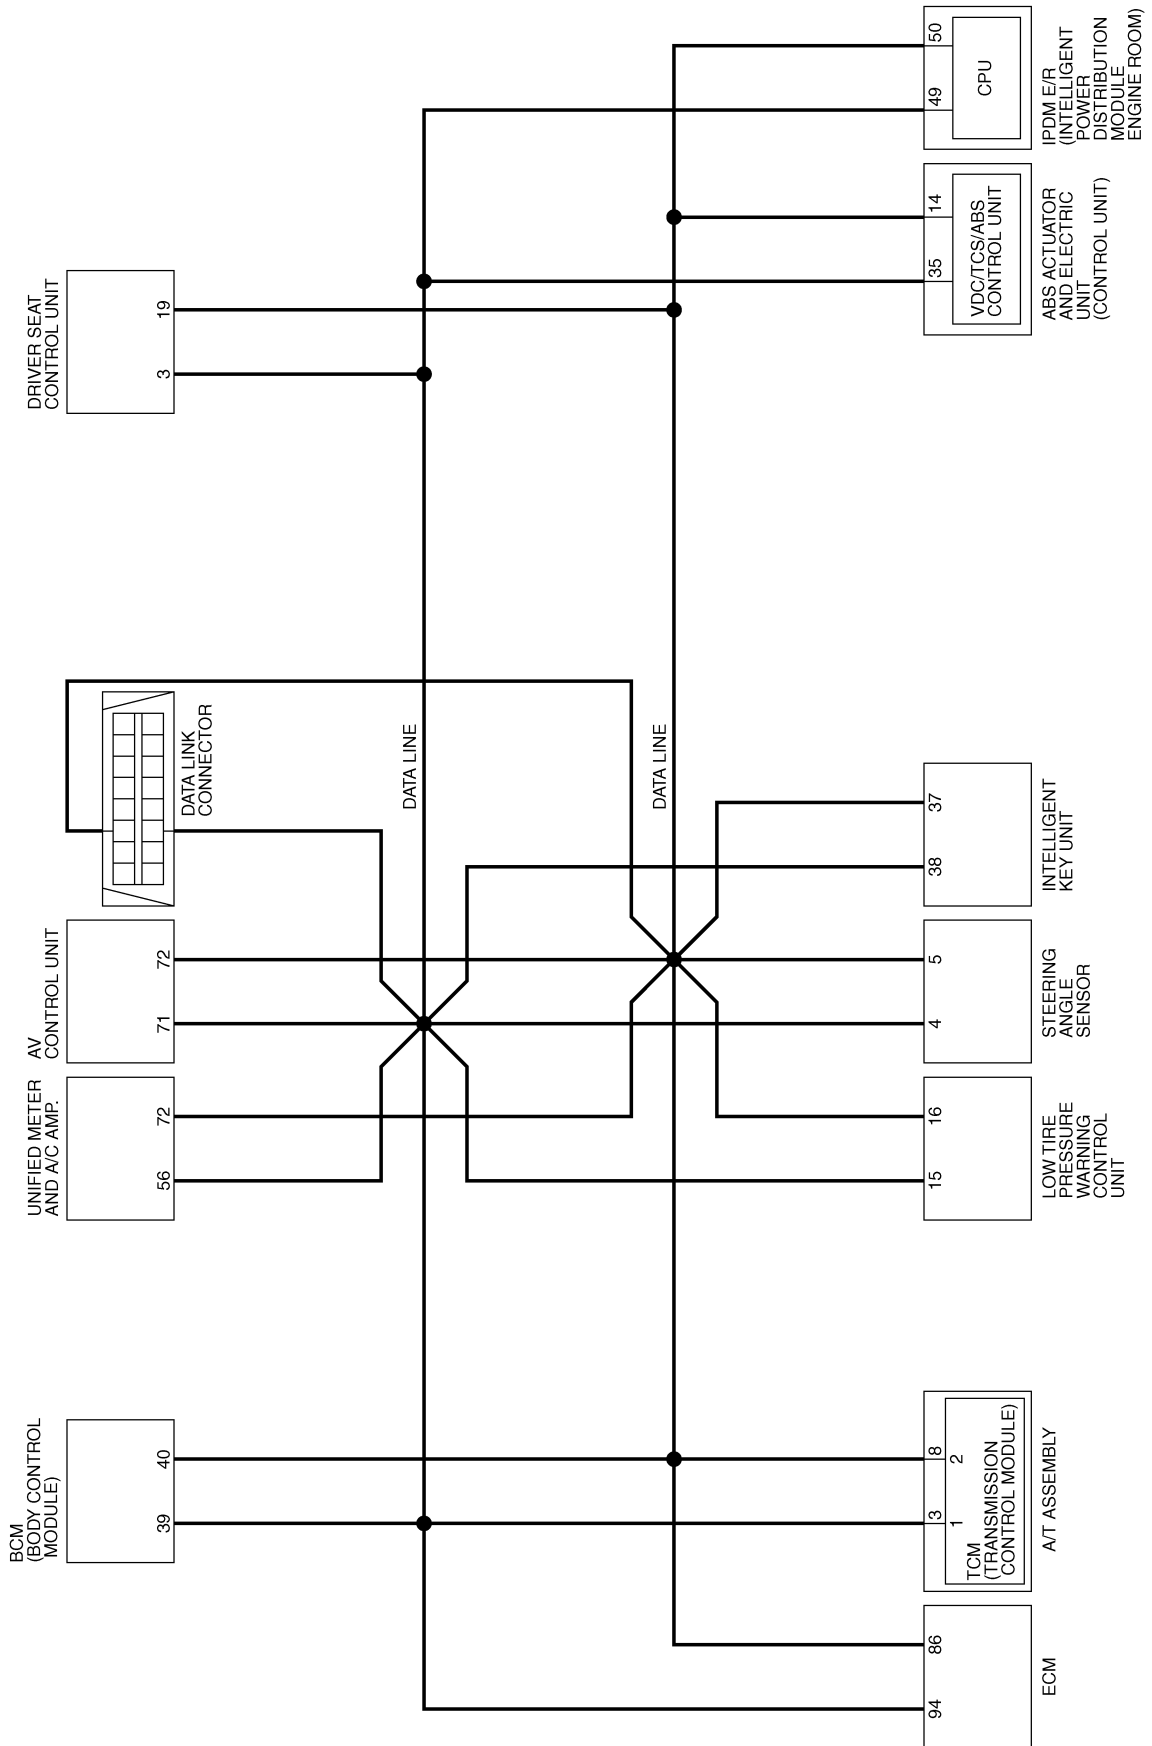 BCM
(BODY CONTROL
MODULE)
39
40
UNIFIED METER
AND A/C AMP.
56
72
AV
CONTROL UNIT
71
72
DATA LINK
CONNECTOR
DRIVER SEAT
CONTROL UNIT
3
19
DATA LINE
DATA LINE
94
86
ECM
3
8
1
2
TCM
(TRANSMISSION
CONTROL MODULE)
A/T ASSEMBLY
15
16
LOW TIRE
PRESSURE
WARNING
CONTROL
UNIT
4
5
STEERING
ANGLE
SENSOR
38
37
INTELLIGENT
KEY UNIT
35
14
VDC/TCS/ABS
CONTROL UNIT
ABS ACTUATOR
AND ELECTRIC
UNIT
(CONTROL UNIT)
49
50
CPU
IPDM E/R
(INTELLIGENT
POWER
DISTRIBUTION
MODULE
ENGINE ROOM)